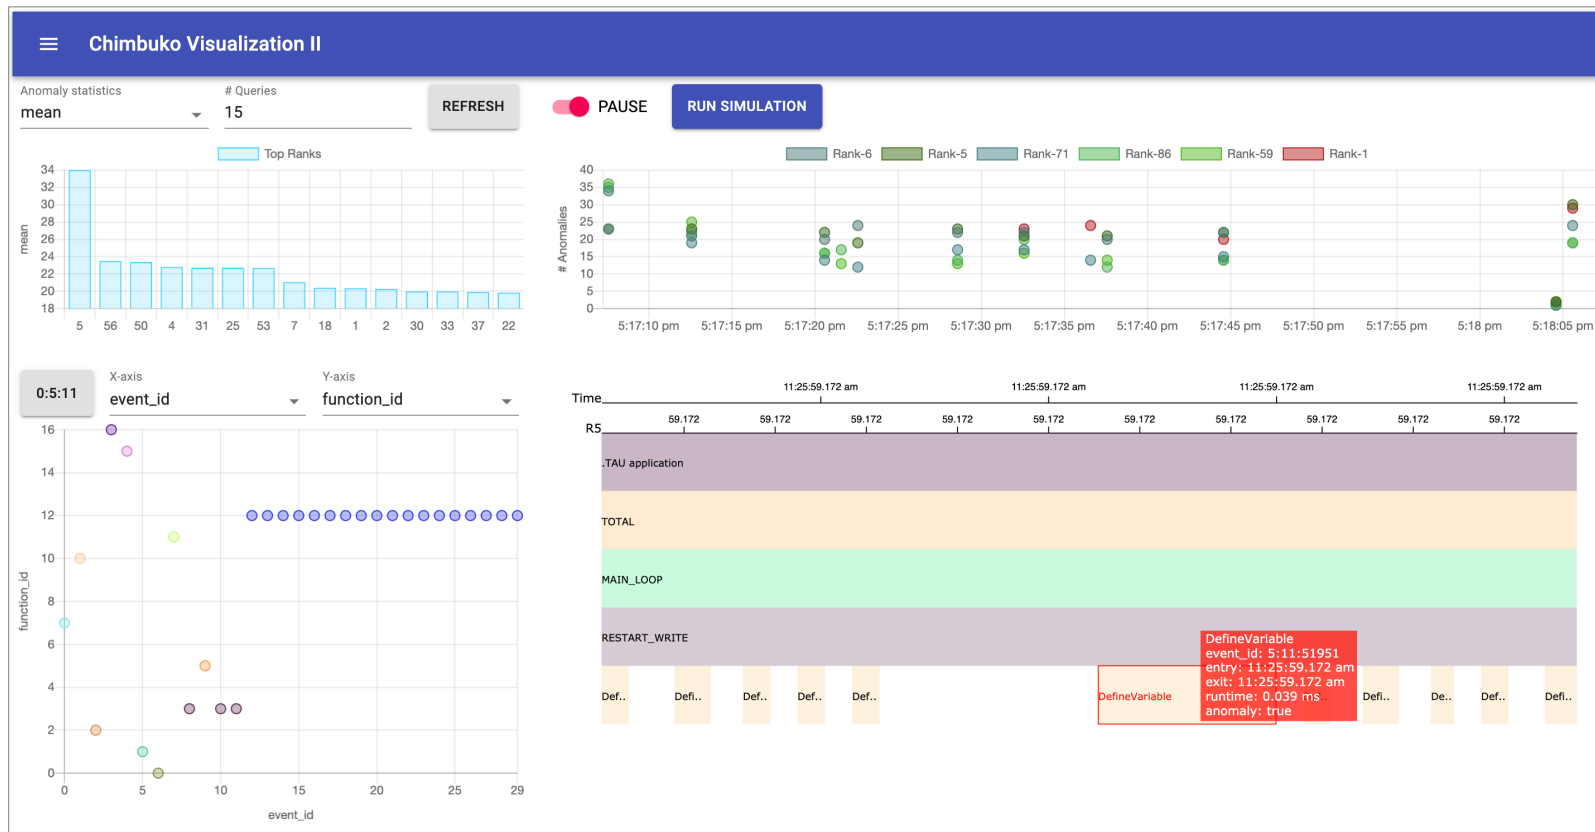 Chimbuko Visualization II
Anomaly statistics
mean
# Queries
15
REFRESH
PAUSE
RUN SIMULATION
Top Ranks
34
32
30
28
26
24
22
20
18
mean
5 56 50 4 31 25 53 7 18 1 2 30 33 37 22
Rank-6 Rank-5 Rank-71 Rank-86 Rank-59 Rank-1
40
35
30
25
20
15
10
5
0
# Anomalies
5:17:10 pm 5:17:15 pm 5:17:20 pm 5:17:25 pm 5:17:30 pm 5:17:35 pm 5:17:40 pm 5:17:45 pm 5:17:50 pm 5:17:55 pm 5:18 pm 5:18:05 pm
0:5:11
X-axis
event_id
Y-axis
function_id
16
14
12
10
8
6
4
2
0
function_id
0 5 10 15 20 25 29
event_id
11:25:59.172 am 11:25:59.172 am 11:25:59.172 am 11:25:59.172 am
Time
59.172 59.172 59.172 59.172 59.172 59.172 59.172 59.172 59.172 59.172
R5
.TAU application
TOTAL
MAIN_LOOP
RESTART_WRITE
DefineVariable
event_id: 5:11:51951
entry: 11:25:59.172 am
exit: 11:25:59.172 am
runtime: 0.039 ms
anomaly: true
Def.. Defi.. Def.. Def.. Def.. DefineVariable Defi.. De.. Def.. Defi..